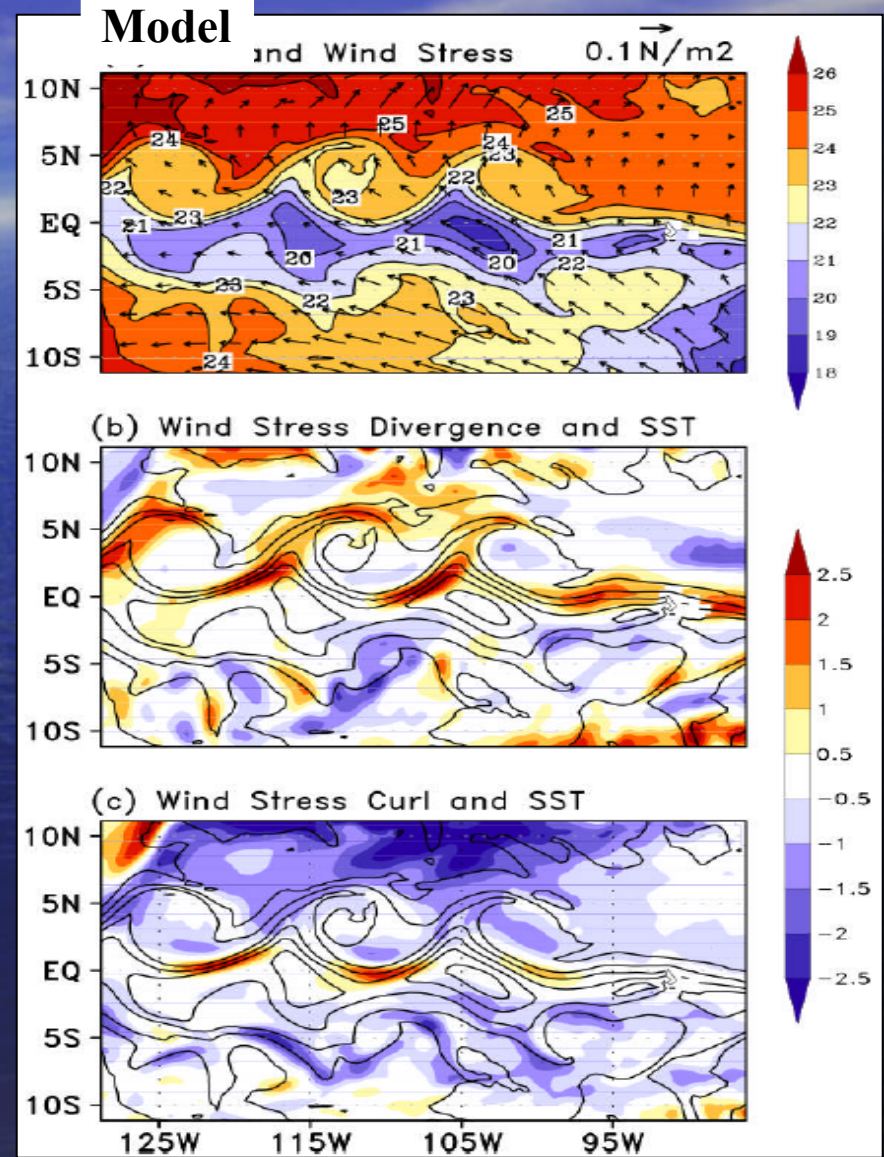 Model
and Wind Stress 0.1N/m2
10N
5N
EQ
5S
10S
25
25
24
24
23
22
22
23
23
21
21
21
20
20
22
23
22
23
24
26
25
24
23
22
21
20
19
18
(b) Wind Stress Divergence and SST
10N
5N
EQ
5S
10S
2.5
2
1.5
1
0.5
-0.5
-1
-1.5
-2
-2.5
(c) Wind Stress Curl and SST
10N
5N
EQ
5S
10S
125W 115W 105W 95W